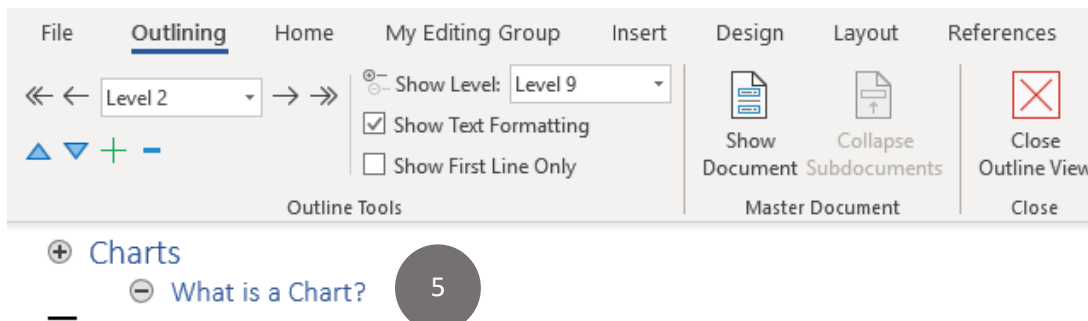 File Outlining Home My Editing Group Insert Design Layout References
Level 2
Show Level: Level 9
Show Text Formatting
Show First Line Only
Outline Tools
Show Document
Collapse Subdocuments
Master Document
Close Outline View
Close
Charts
What is a Chart? 5